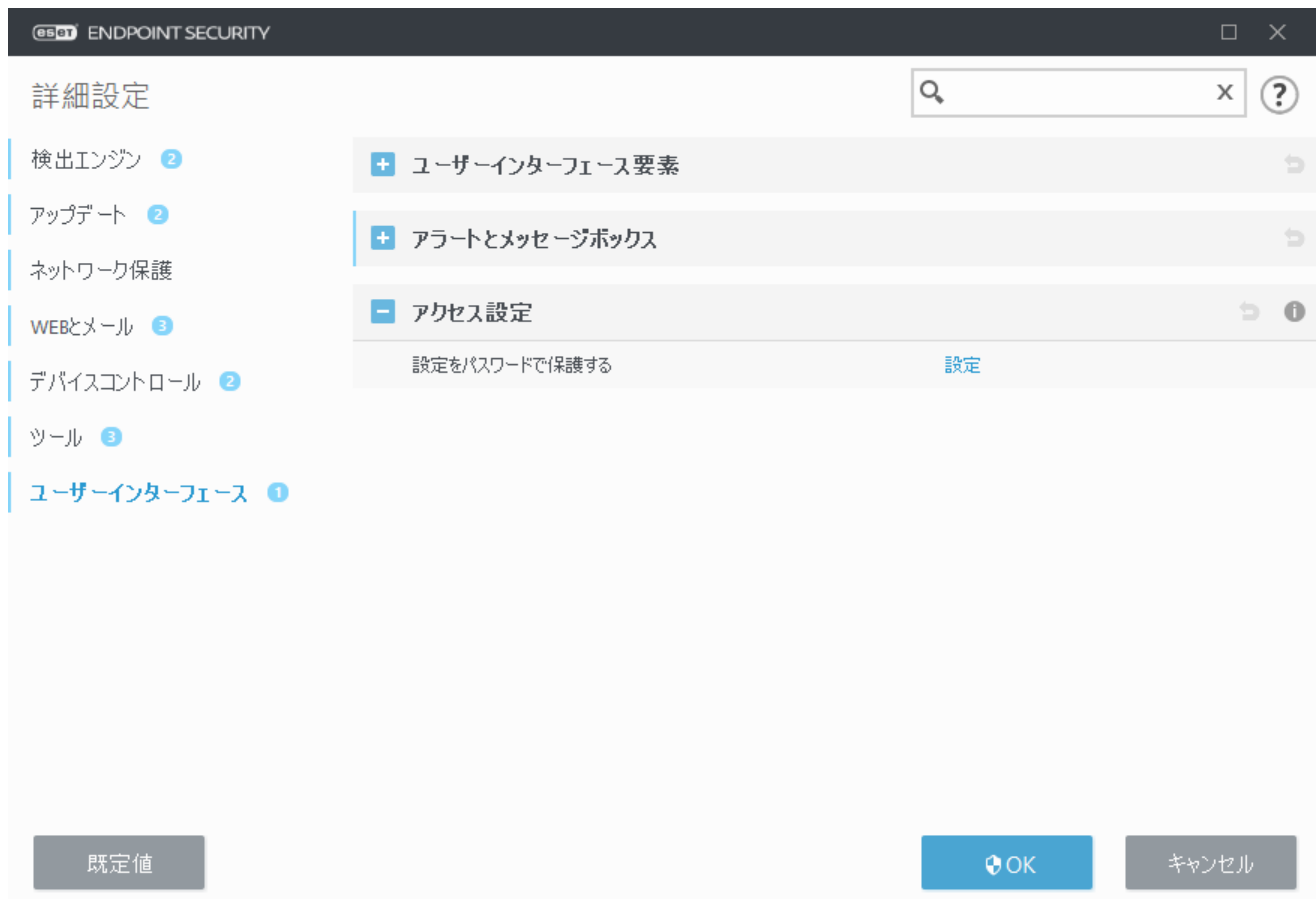 eset ENDPOINT SECURITY
詳細設定
x
?
検出エンジン 2
アップデート 2
ネットワーク保護
WEBとメール 3
デバイスコントロール 2
ツール 3
ユーザーインターフェース 1
ユーザーインターフェース要素
アラートとメッセージボックス
アクセス設定
設定をパスワードで保護する 設定
既定値
OK
キャンセル